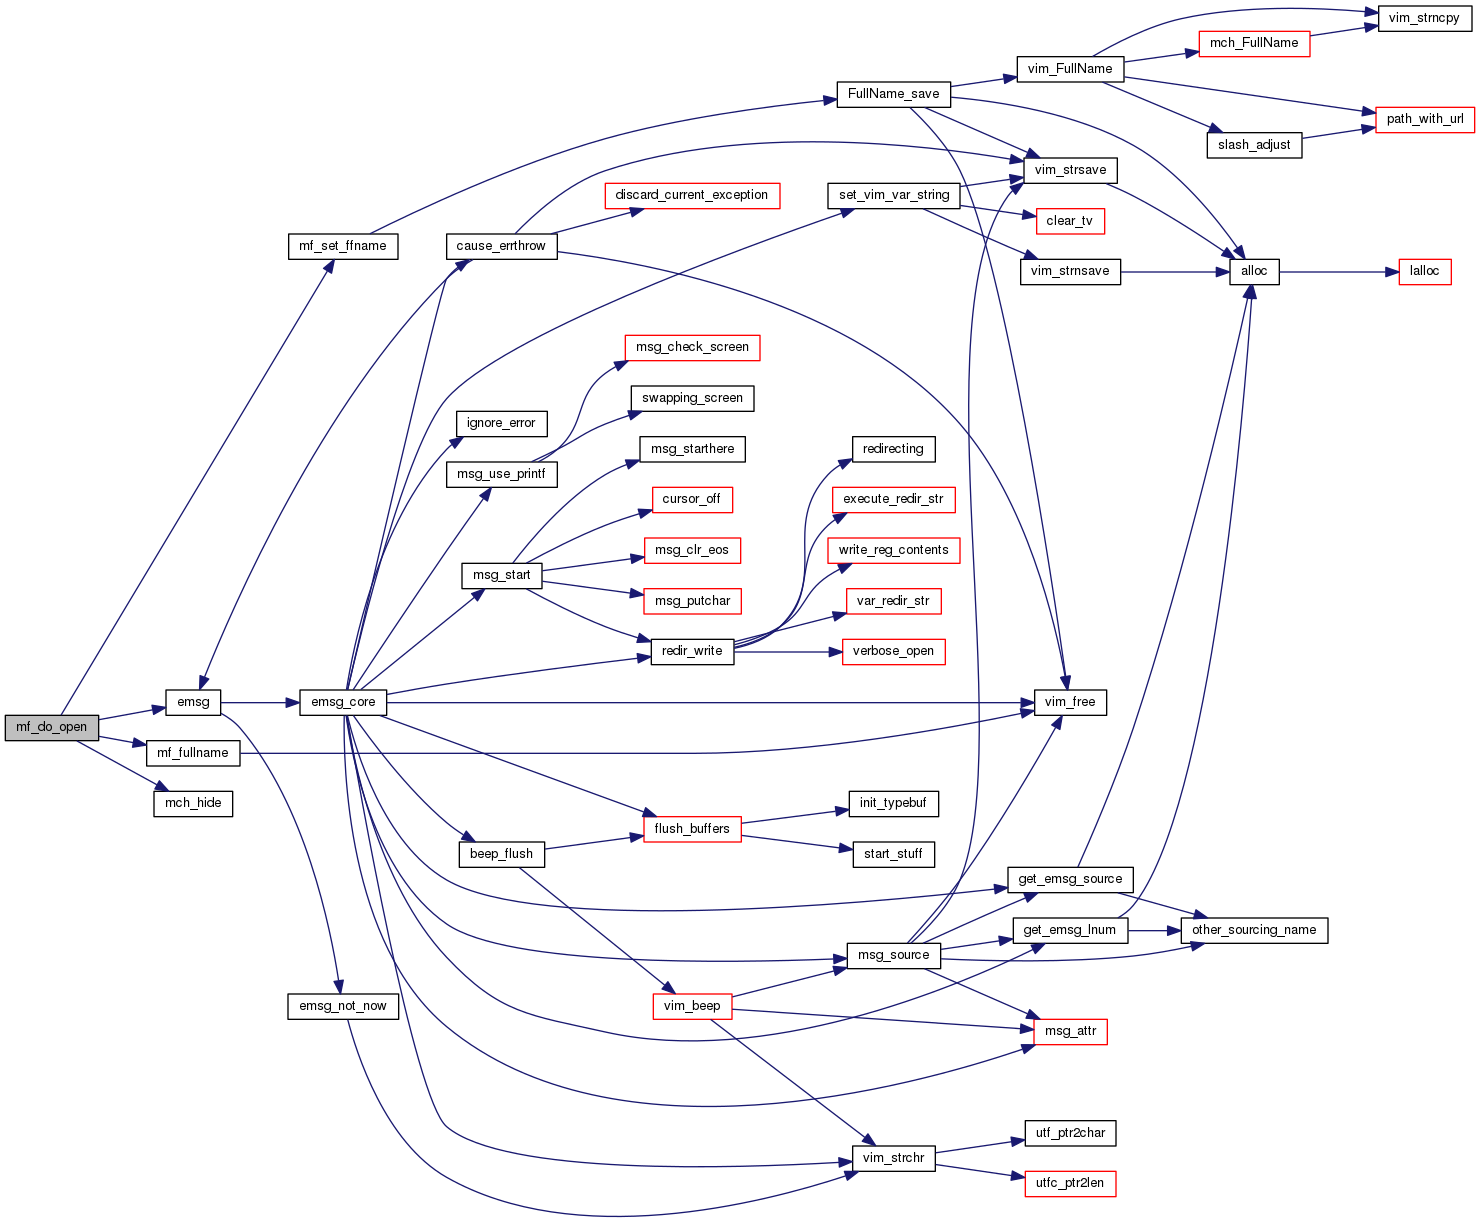 vim_strncpy
mch_FullName
vim_FullName
FullName_save
path_with_url
slash_adjust
vim_strsave
discard_current_exception
set_vim_var_string
clear_tv
mf_set_ffname
cause_errthrow
vim_strnsave
alloc
lalloc
msg_check_screen
swapping_screen
ignore_error
msg_starthere
redirecting
msg_use_printf
cursor_off
execute_redir_str
msg_clr_eos
write_reg_contents
msg_start
msg_putchar
var_redir_str
redir_write
verbose_open
emsg
emsg_core
vim_free
mf_do_open
mf_fullname
mch_hide
init_typebuf
flush_buffers
beep_flush
start_stuff
get_emsg_source
get_emsg_lnum
other_sourcing_name
msg_source
emsg_not_now
vim_beep
msg_attr
utf_ptr2char
vim_strchr
utfc_ptr2len